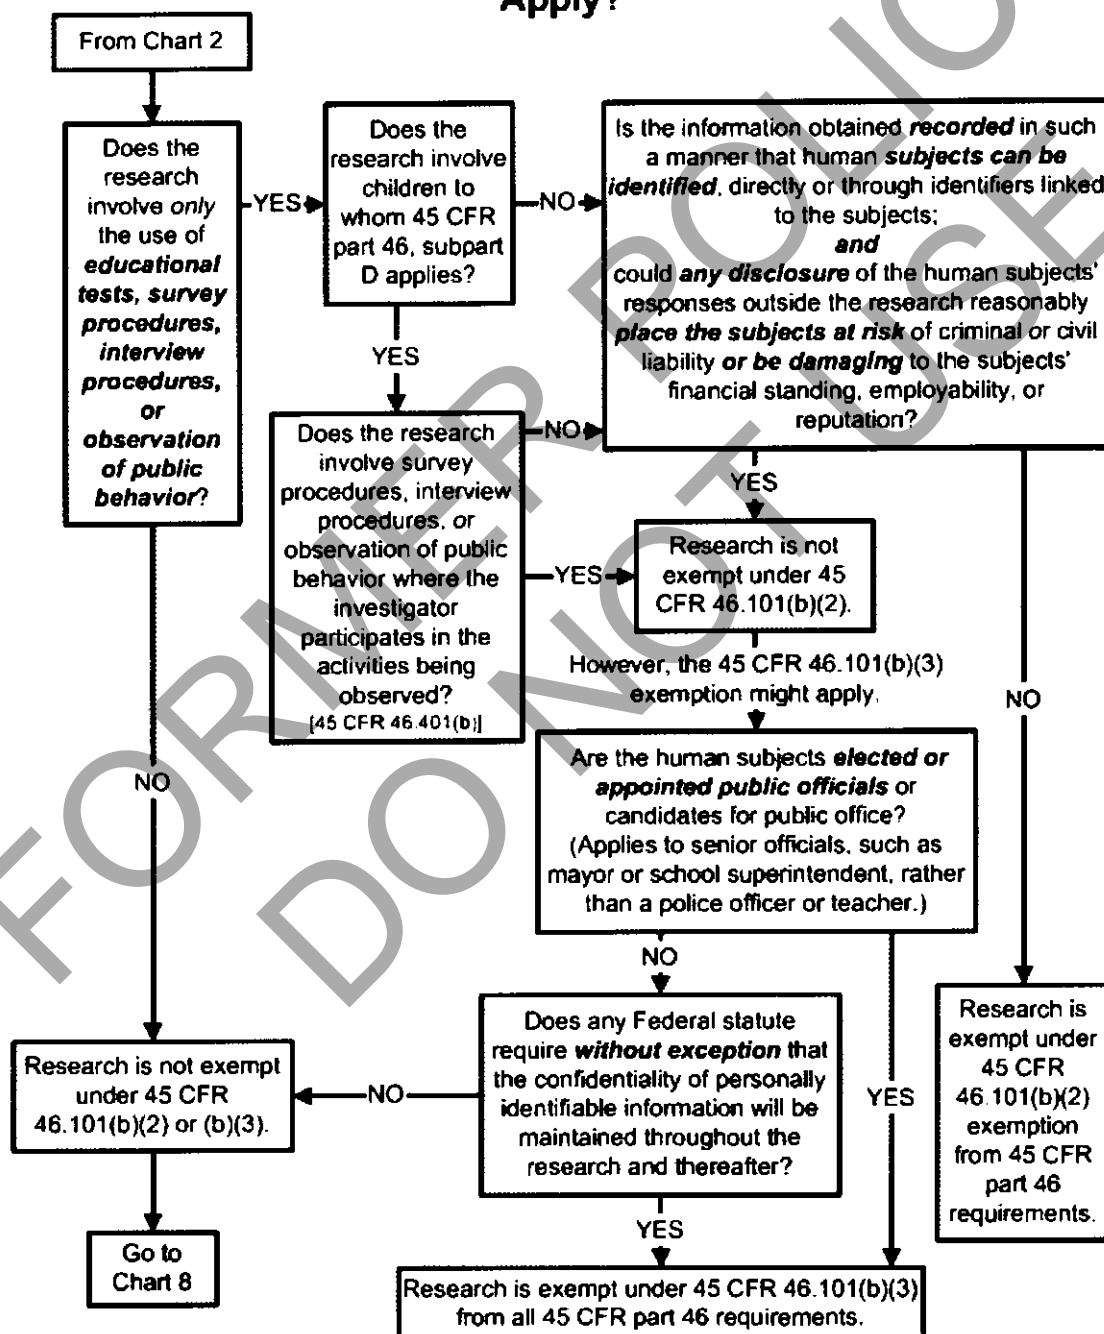 Apply?
From Chart 2
Does the
research
involve only
the use of
educational
tests, survey
procedures,
interview
procedures,
or
observation
of public
behavior?
YES
Does the
research involve
children to
whom 45 CFR
part 46, subpart
D applies?
NO
Is the information obtained recorded in such
a manner that human subjects can be
identified, directly or through identifiers linked
to the subjects;
and
could any disclosure of the human subjects'
responses outside the research reasonably
place the subjects at risk of criminal or civil
liability or be damaging to the subjects'
financial standing, employability, or
reputation?
YES
Does the research
involve survey
procedures, interview
procedures, or
observation of public
behavior where the
investigator
participates in the
activities being
observed?
[45 CFR 46.401(b)]
NO
YES
YES
Research is not
exempt under 45
CFR 46.101(b)(2).
However, the 45 CFR 46.101(b)(3)
exemption might apply.
NO
NO
Are the human subjects elected or
appointed public officials or
candidates for public office?
(Applies to senior officials, such as
mayor or school superintendent, rather
than a police officer or teacher.)
NO
YES
Does any Federal statute
require without exception that
the confidentiality of personally
identifiable information will be
maintained throughout the
research and thereafter?
NO
Research is not exempt
under 45 CFR
46.101(b)(2) or (b)(3).
Go to
Chart 8
YES
Research is exempt under 45 CFR 46.101(b)(3)
from all 45 CFR part 46 requirements.
Research is
exempt under
45 CFR
46.101(b)(2)
exemption
from 45 CFR
part 46
requirements.
FORMER POLIC
DO NOT USE